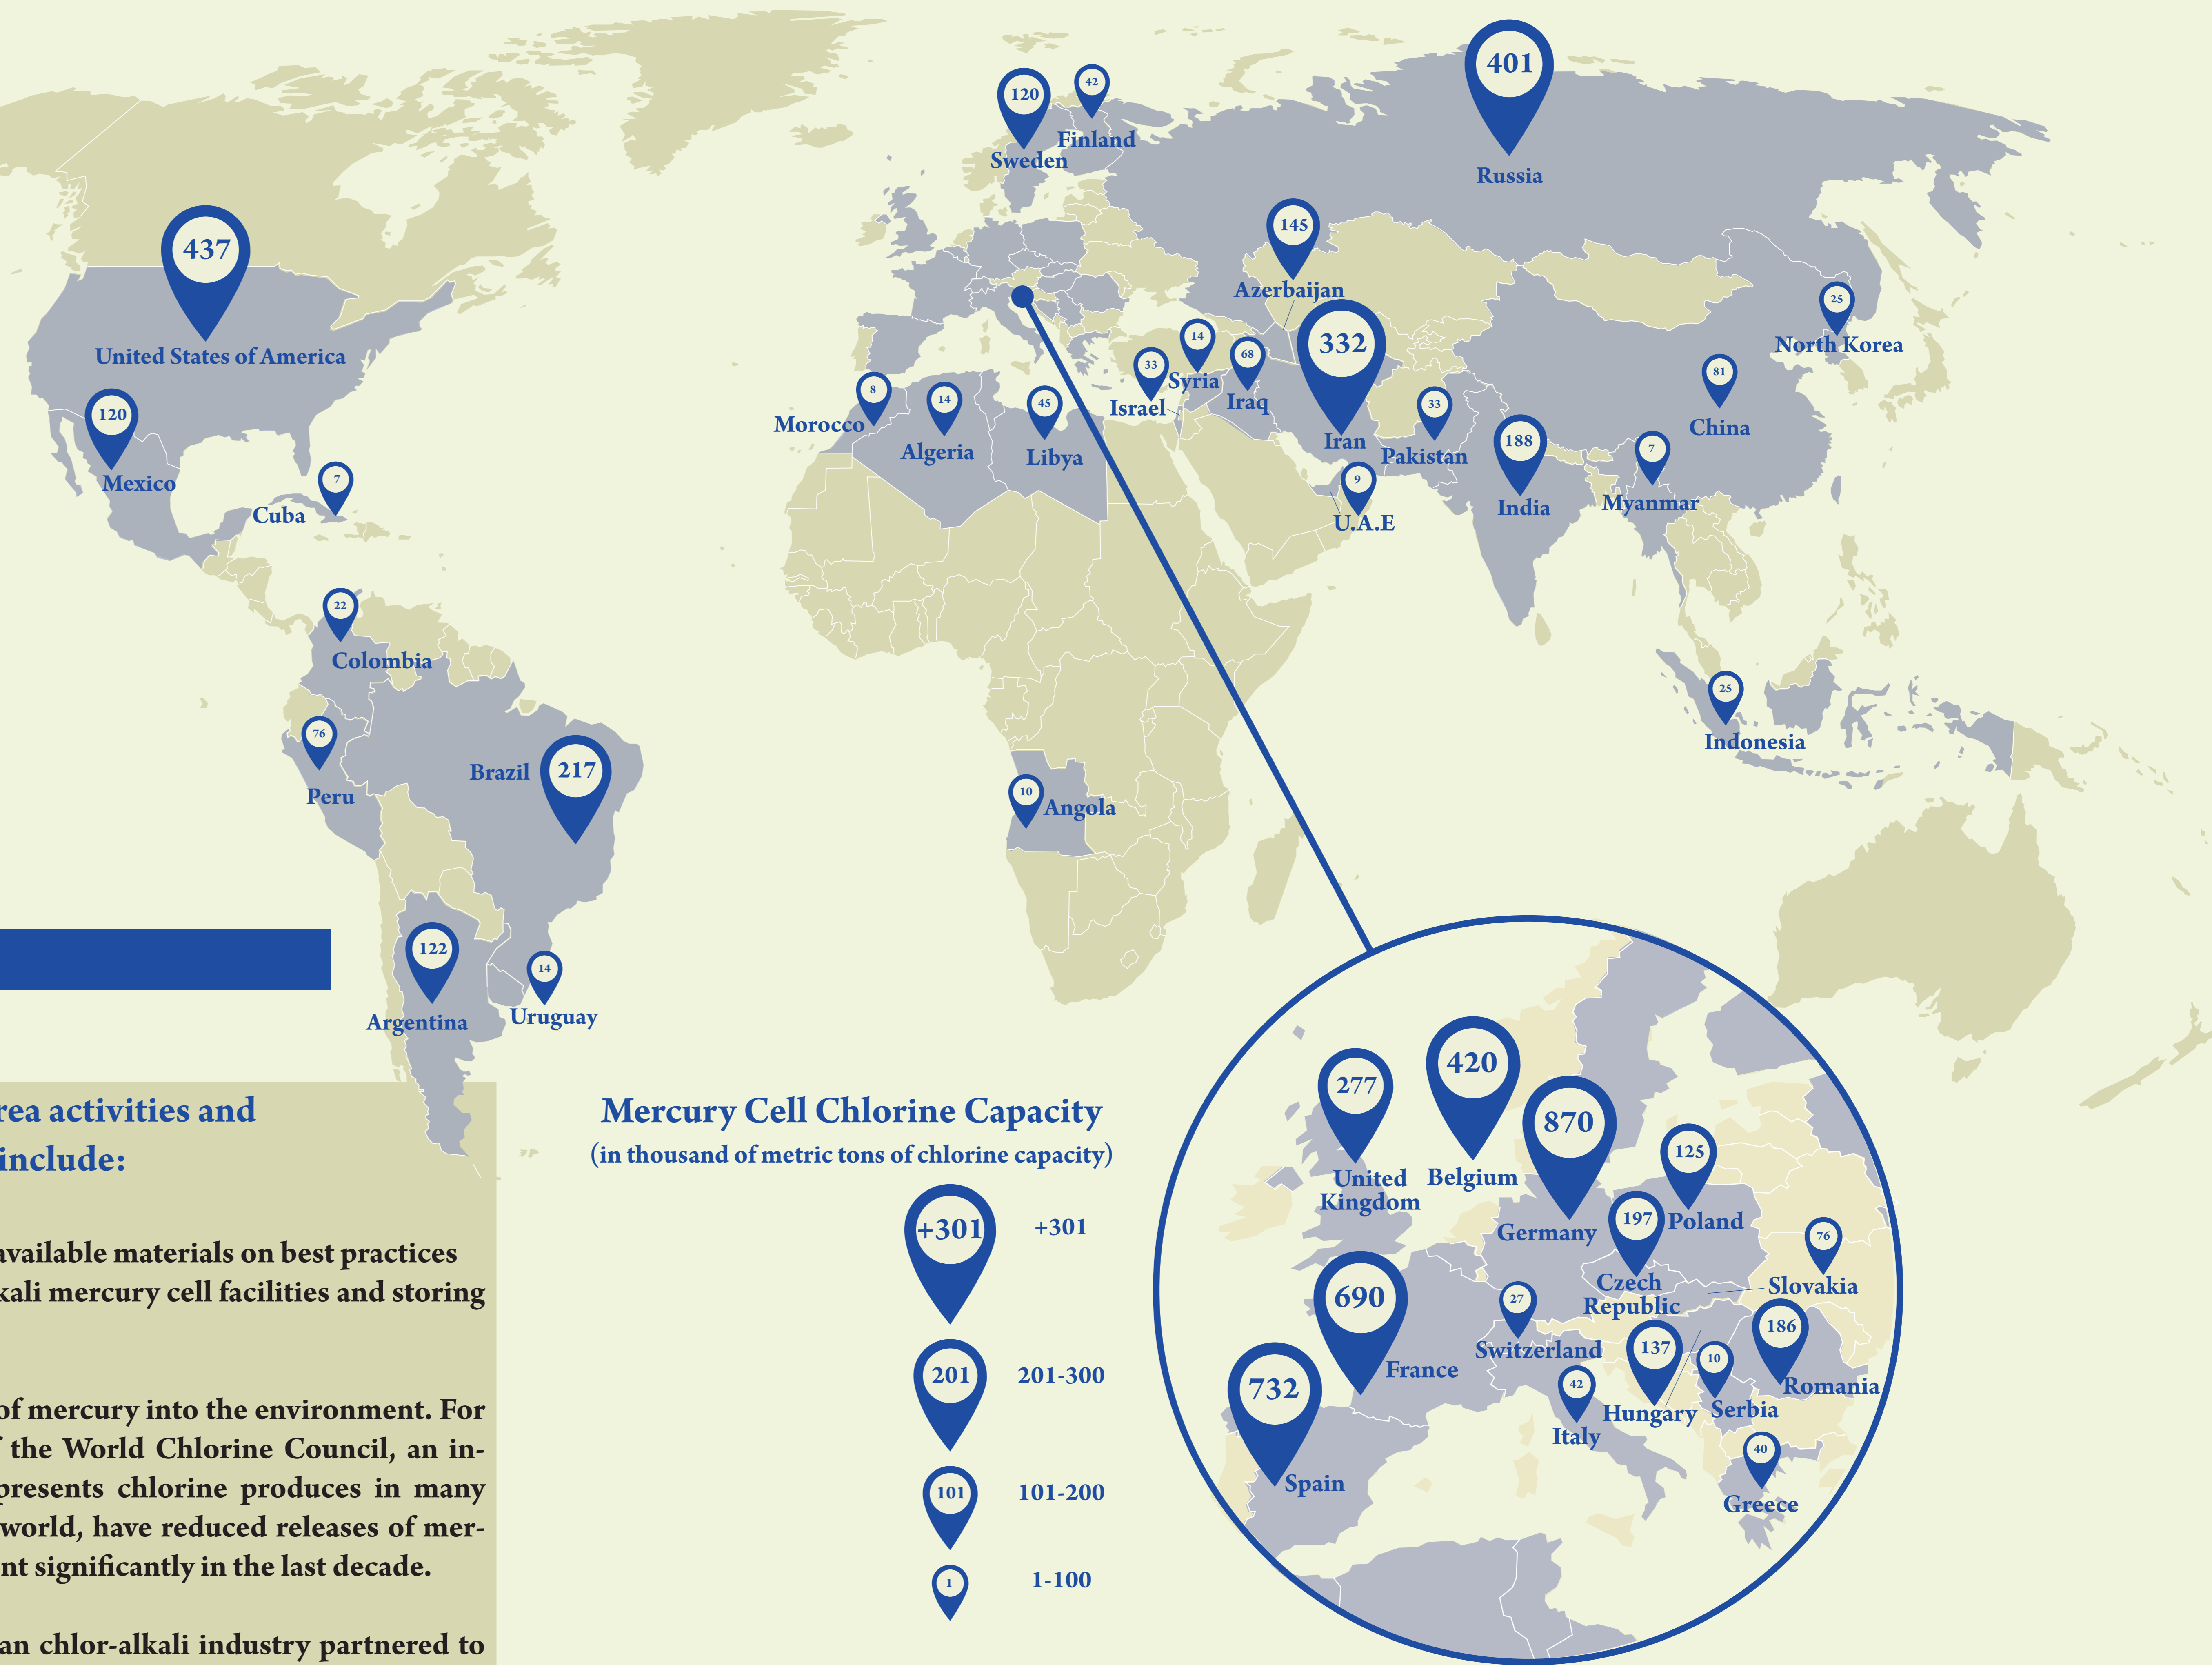 401
Russia
120
Sweden
42
Finland
437
United States of America
145
Azerbaijan
332
Iran
14
Syria
68
Iraq
33
Israel
25
North Korea
81
China
120
Mexico
8
Morocco
14
Algeria
45
Libya
33
Pakistan
188
India
7
Myanmar
7
Cuba
9
U.A.E
22
Colombia
76
Peru
Brazil
217
10
Angola
25
Indonesia
122
Argentina
14
Uruguay
rea activities and
include:
available materials on best practices
kali mercury cell facilities and storing
of mercury into the environment. For
f the World Chlorine Council, an in-
presents chlorine produces in many
world, have reduced releases of mer-
nt significantly in the last decade.
an chlor-alkali industry partnered to
Mercury Cell Chlorine Capacity
(in thousand of metric tons of chlorine capacity)
+301 +301
201 201-300
101 101-200
1 1-100
277
United
Kingdom
420
Belgium
870
Germany
125
Poland
197
Czech
Republic
76
Slovakia
690
France
27
Switzerland
137
Hungary
10
Serbia
186
Romania
732
Spain
42
Italy
40
Greece